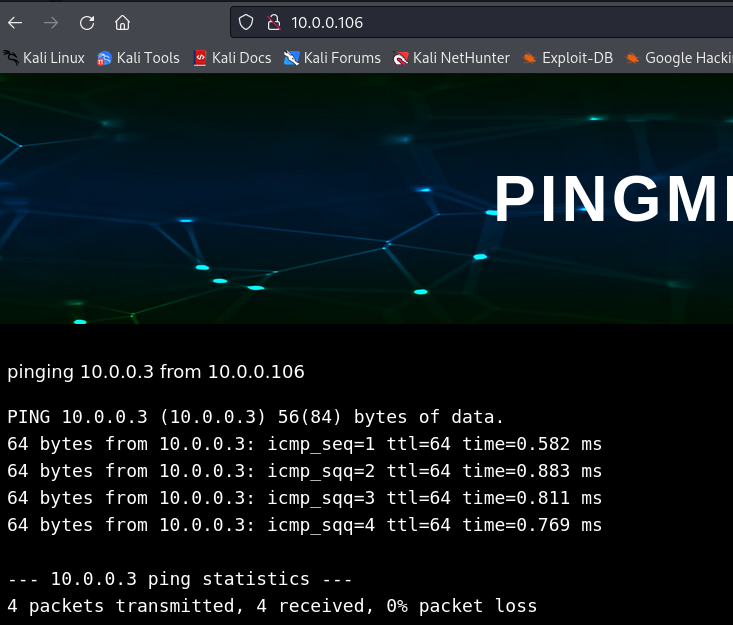 10.0.0.106
Kali Linux Kali Tools Kali Docs Kali Forums Kali NetHunter Exploit-DB Google Hacki
PINGM
pinging 10.0.0.3 from 10.0.0.106
PING 10.0.0.3 (10.0.0.3) 56(84) bytes of data.
64 bytes from 10.0.0.3: icmp_seq=1 ttl=64 time=0.582 ms
64 bytes from 10.0.0.3: icmp_sqq=2 ttl=64 time=0.883 ms
64 bytes from 10.0.0.3: icmp_sqq=3 ttl=64 time=0.811 ms
64 bytes from 10.0.0.3: icmp_sqq=4 ttl=64 time=0.769 ms
--- 10.0.0.3 ping statistics ---
4 packets transmitted, 4 received, 0% packet loss